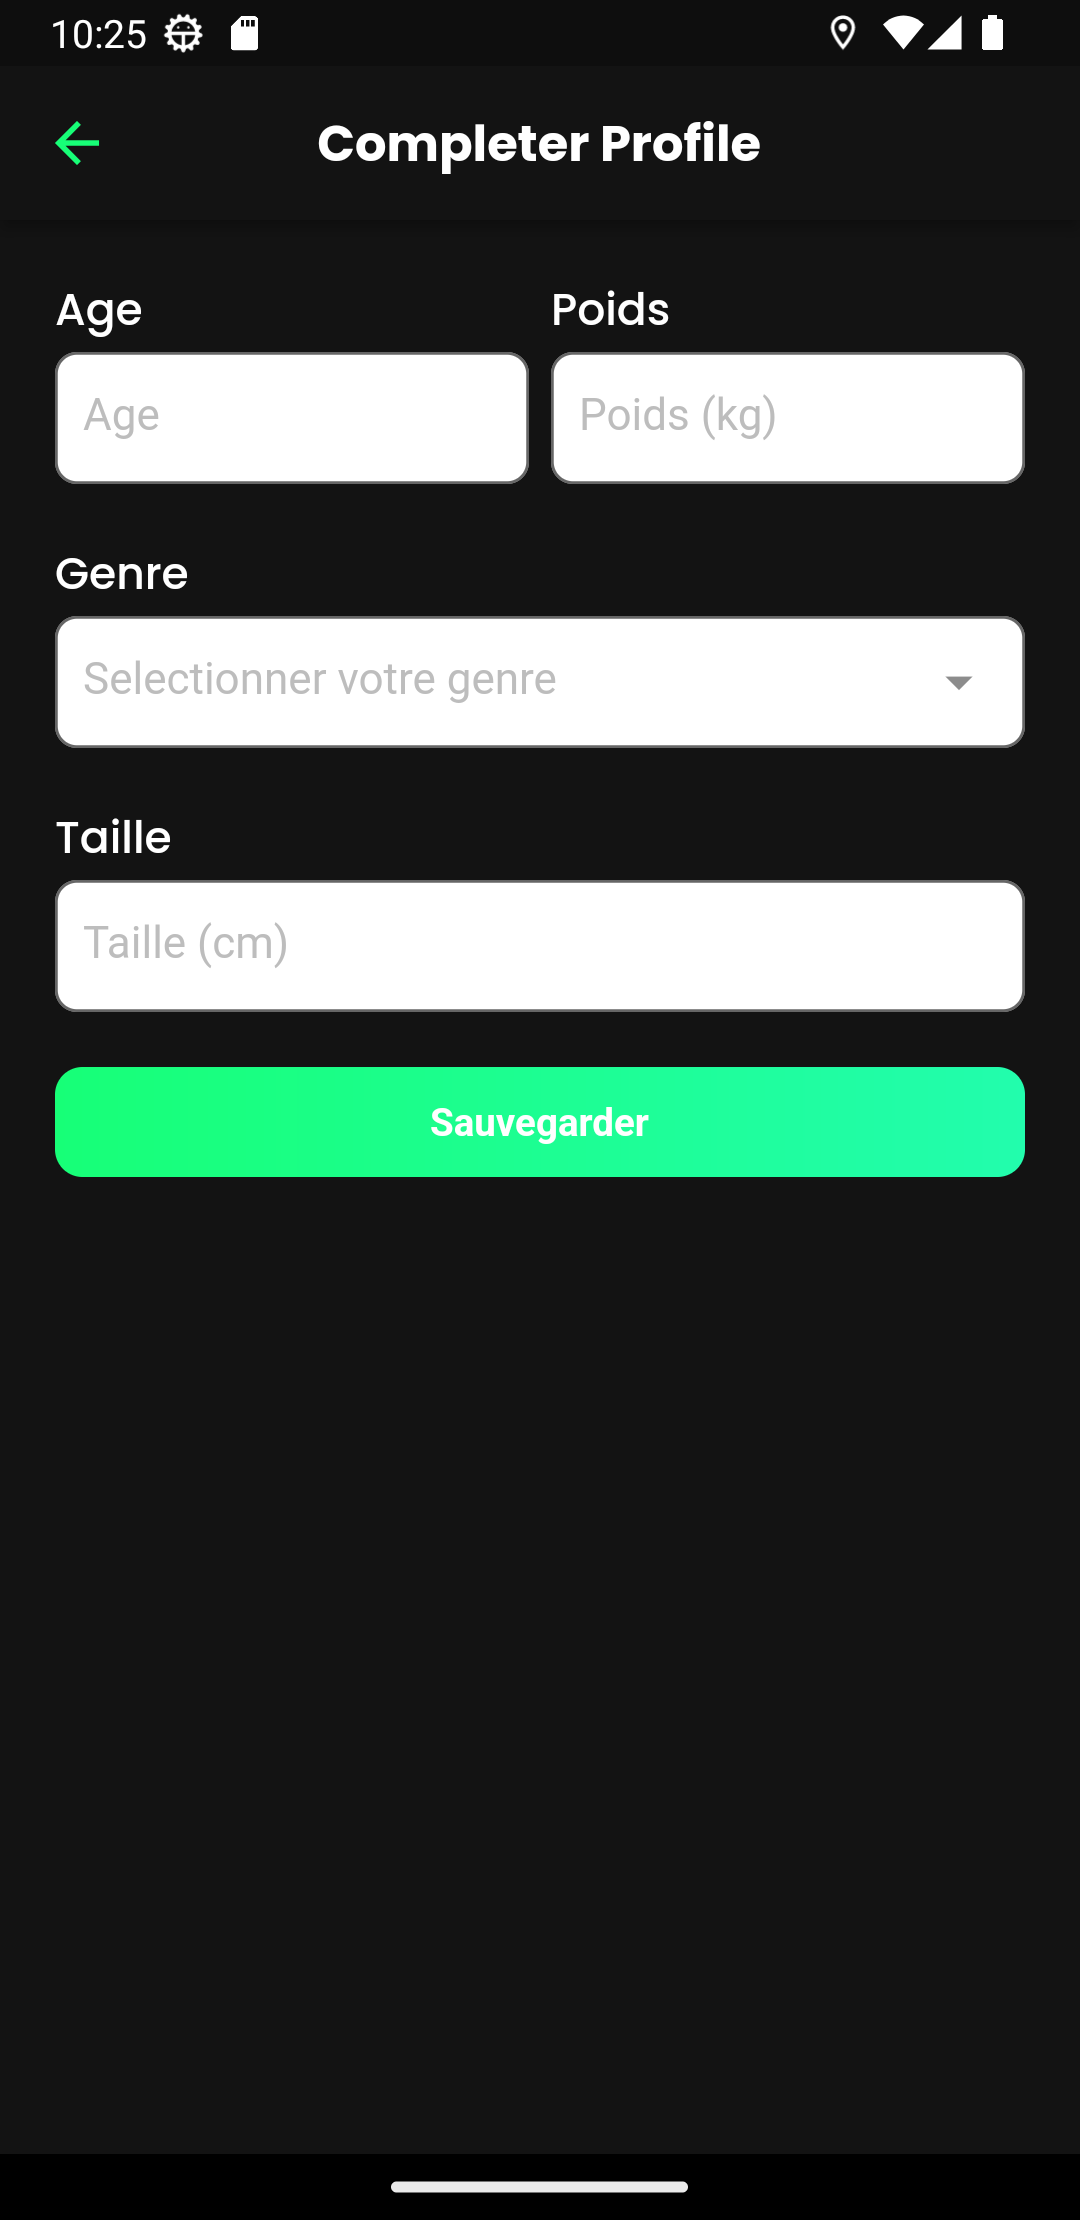 10:25
Completer Profile
Age
Poids
Age
Poids (kg)
Genre
Selectionner votre genre
Taille
Taille (cm)
Sauvegarder